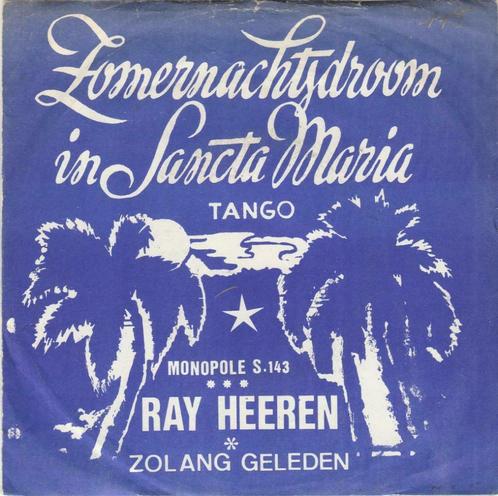 Zomernachtsdroom
in Sancta Maria
TANGO
MONOPOLE S.143
***
RAY HEEREN
*
ZOLANG GELEDEN